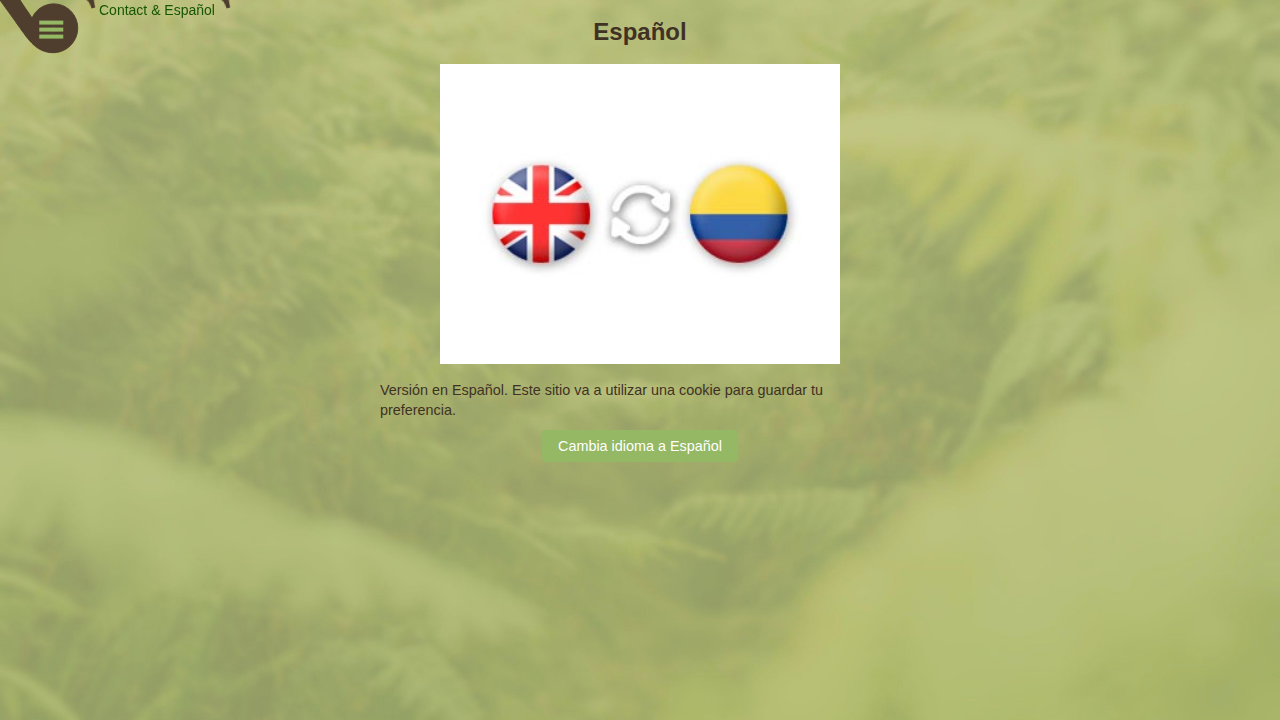 Contact & Español
Español
Versión en Español. Este sitio va a utilizar una cookie para guardar tu
preferencia.
Cambia idioma a Español